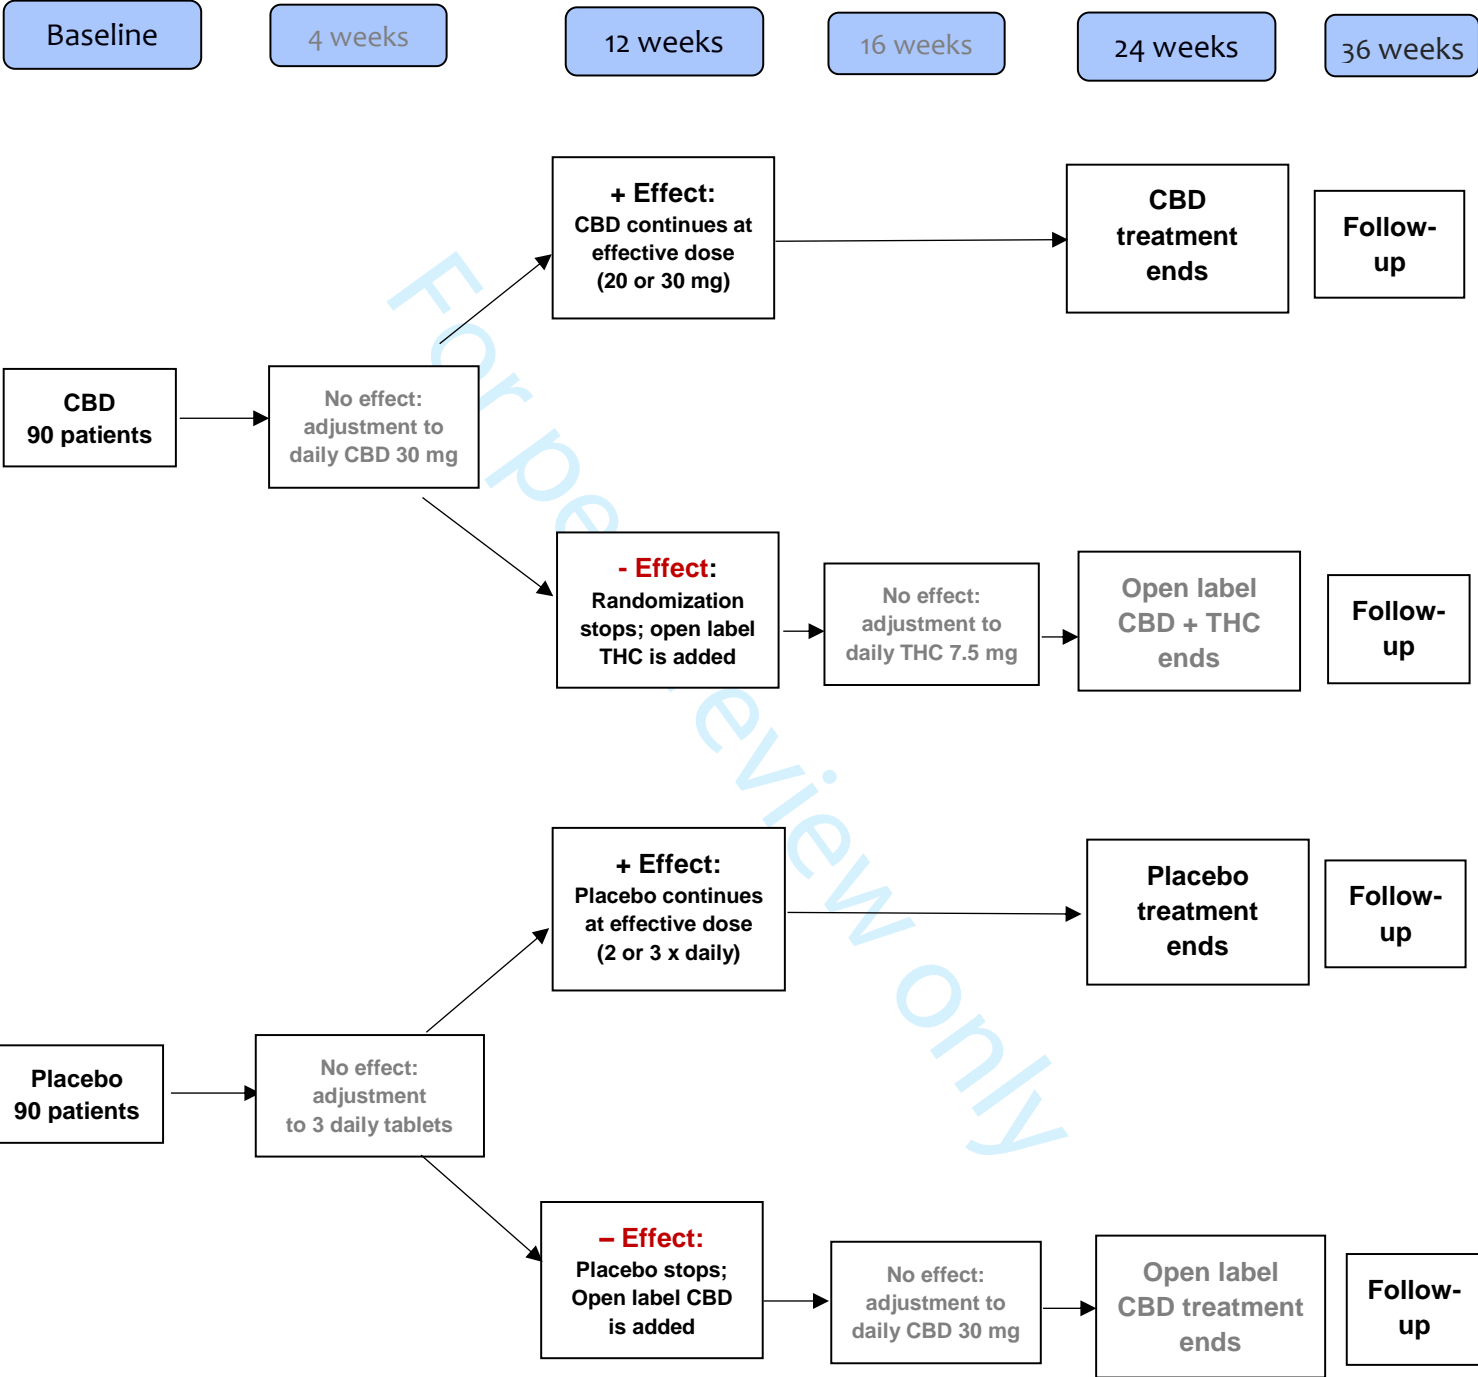 Baseline
4 weeks
12 weeks
16 weeks
24 weeks
36 weeks
+ Effect:
CBD continues at
effective dose
(20 or 30 mg)
CBD
treatment
ends
Follow-
up
CBD
90 patients
No effect:
adjustment to
daily CBD 30 mg
- Effect:
Randomization
stops; open label
THC is added
No effect:
adjustment to
daily THC 7.5 mg
Open label
CBD + THC
ends
Follow-
up
+ Effect:
Placebo continues
at effective dose
(2 or 3 x daily)
Placebo
treatment
ends
Follow-
up
Placebo
90 patients
No effect:
adjustment
to 3 daily tablets
– Effect:
Placebo stops;
Open label CBD
is added
No effect:
adjustment to
daily CBD 30 mg
Open label
CBD treatment
ends
Follow-
up
For peer review only